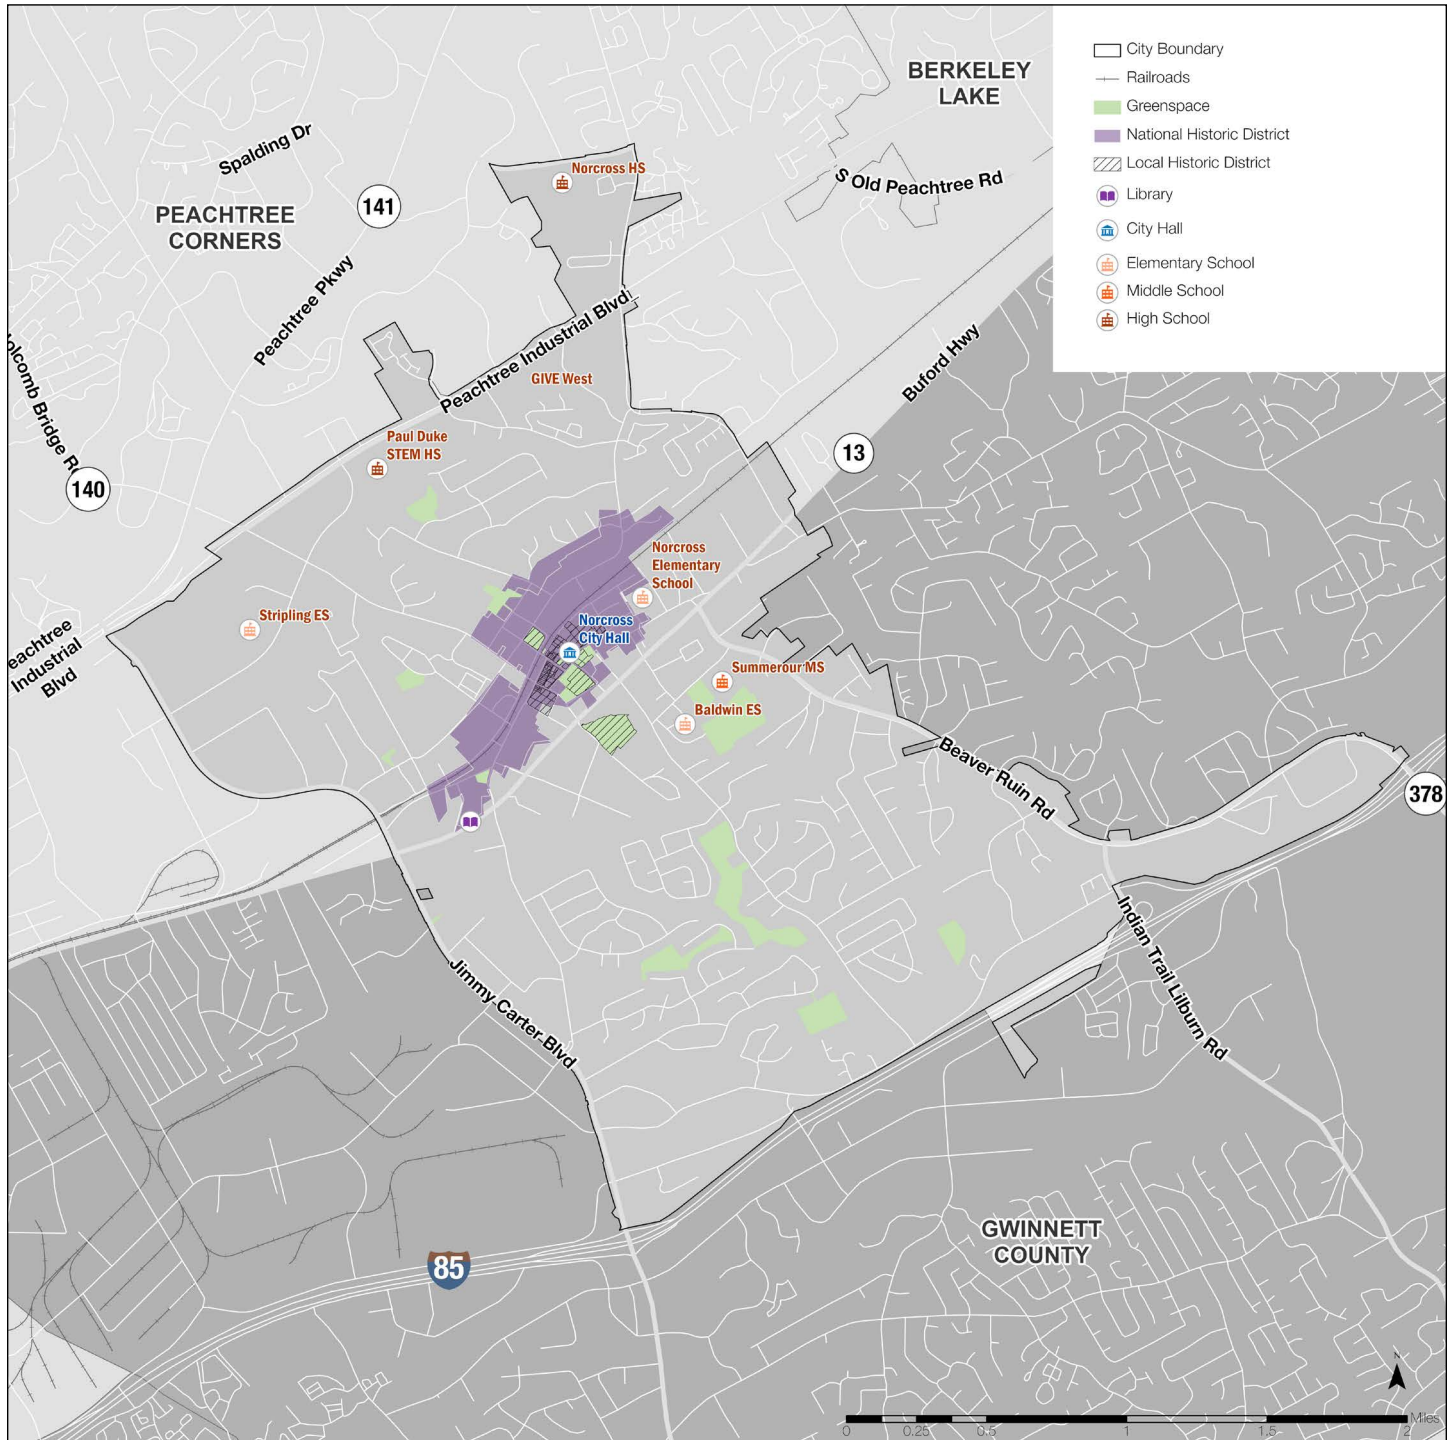 City Boundary
Railroads
Greenspace
National Historic District
Local Historic District
Library
City Hall
Elementary School
Middle School
High School
BERKELEY
LAKE
Spalding Dr
Norcross HS
S Old Peachtree Rd
141
PEACHTREE
CORNERS
Peachtree Pkwy
Peachtree Industrial Blvd
Buford Hwy
GIVE West
olcomb Bridge R
Paul Duke
STEM HS
13
140
Norcross
Elementary
School
Stripling ES
Norcross
City Hall
eachtree
Industrial
Blvd
Summerour MS
Baldwin ES
Beaver Ruin Rd
378
Indian Trail Lilburn Rd
Jimmy Carter Blvd
GWINNETT
COUNTY
85
N
Miles
0 0.25 0.5 1 1.5 2